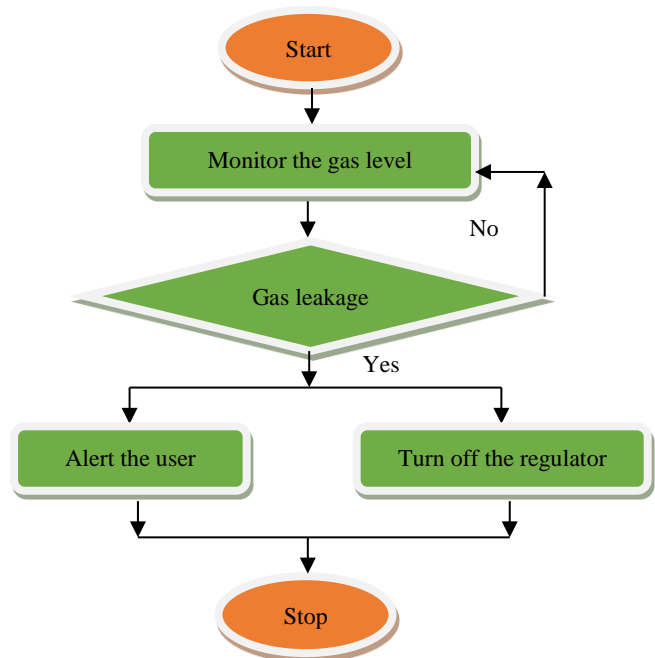 Start
Monitor the gas level
No
Gas leakage
Yes
Alert the user
Turn off the regulator
Stop